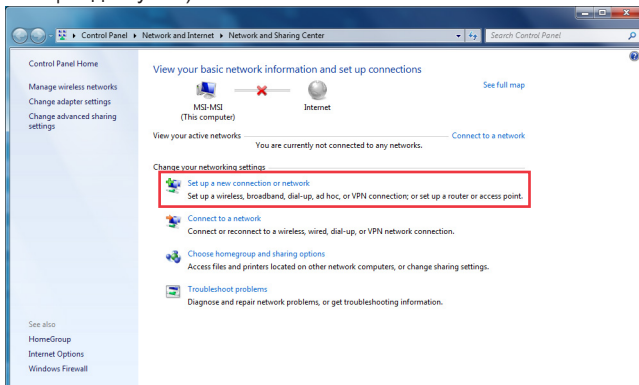 Control Panel ▸ Network and Internet ▸ Network and Sharing Center
Search Control Panel
Control Panel Home
Manage wireless networks
Change adapter settings
Change advanced sharing
settings
See also
HomeGroup
Internet Options
Windows Firewall
View your basic network information and set up connections
See full map
MSI-MSI
(This computer)
Internet
View your active networks
Connect to a network
You are currently not connected to any networks.
Change your networking settings
Set up a new connection or network
Set up a wireless, broadband, dial-up, ad hoc, or VPN connection; or set up a router or access point.
Connect to a network
Connect or reconnect to a wireless, wired, dial-up, or VPN network connection.
Choose homegroup and sharing options
Access files and printers located on other network computers, or change sharing settings.
Troubleshoot problems
Diagnose and repair network problems, or get troubleshooting information.